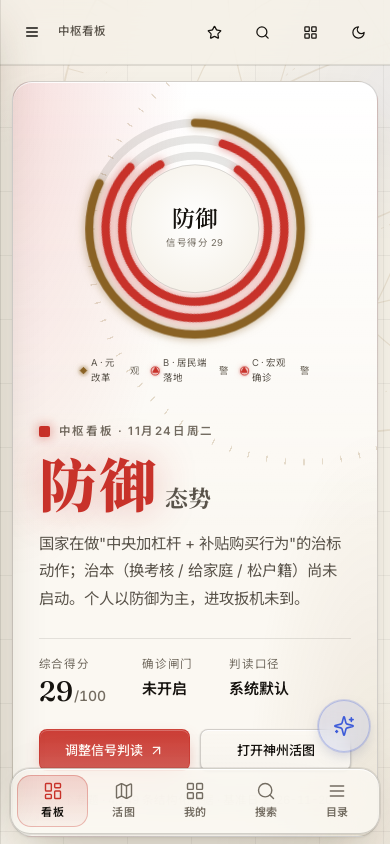 中枢看板
防御
信号得分 29
A·元改革 观
B·居民端落地 警
C·宏观确诊 警
中枢看板 · 11月24日周二
防御 态势
国家在做"中央加杠杆 + 补贴购买行为"的治标
动作；治本（换考核 / 给家庭 / 松户籍）尚未
启动。个人以防御为主，进攻扳机未到。
综合得分 确诊闸门 判读口径
29/100 未开启 系统默认
调整信号判读 打开神州活图
看板 活图 我的 搜索 目录